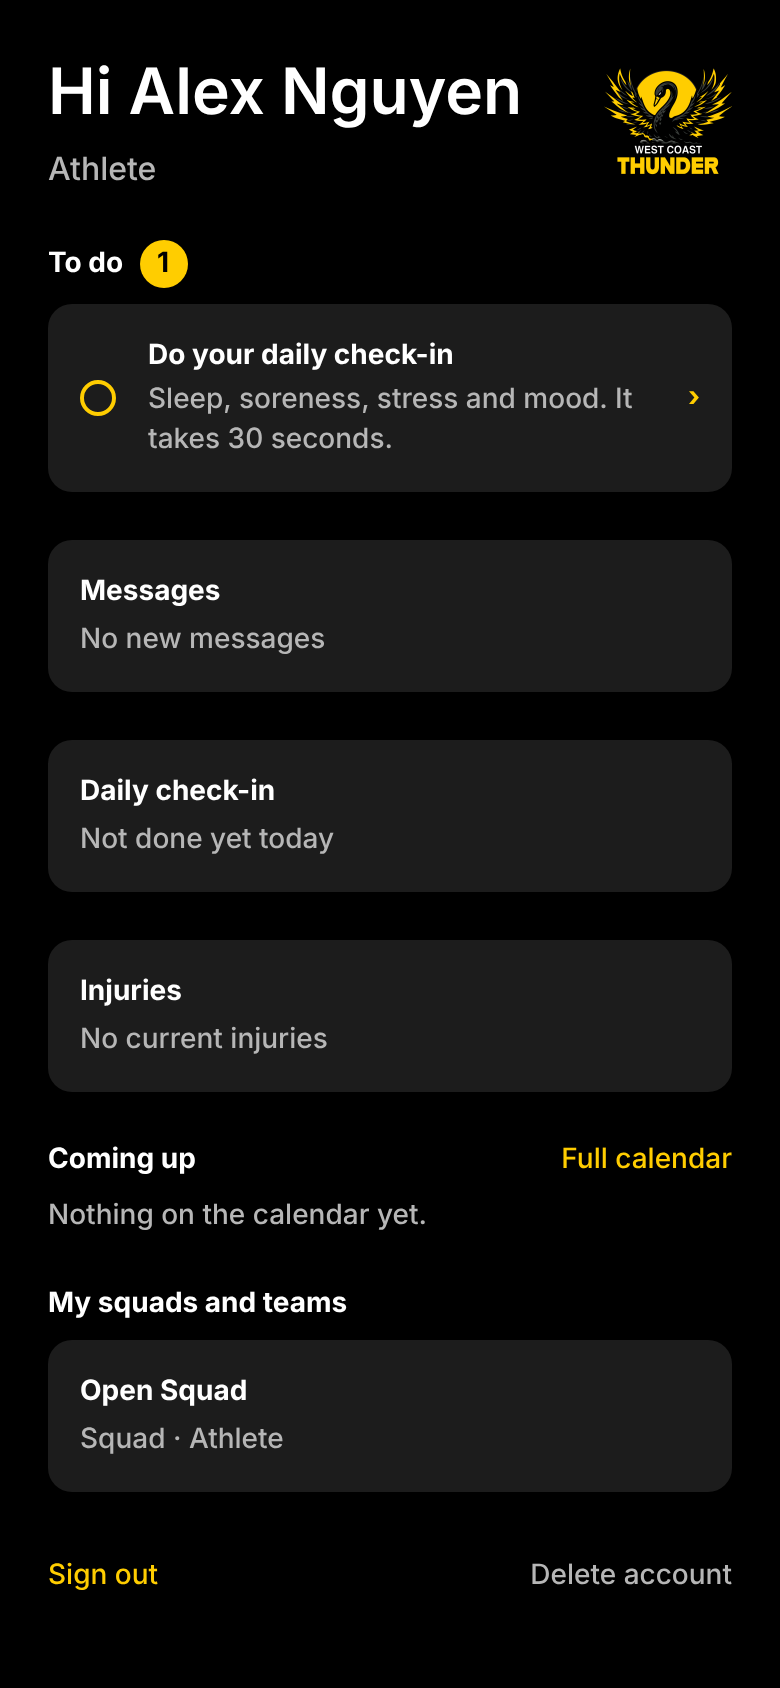 Hi Alex Nguyen
WEST COAST
THUNDER
Athlete
To do 1
Do your daily check-in
Sleep, soreness, stress and mood. It
takes 30 seconds.
›
Messages
No new messages
Daily check-in
Not done yet today
Injuries
No current injuries
Coming up
Full calendar
Nothing on the calendar yet.
My squads and teams
Open Squad
Squad · Athlete
Sign out
Delete account